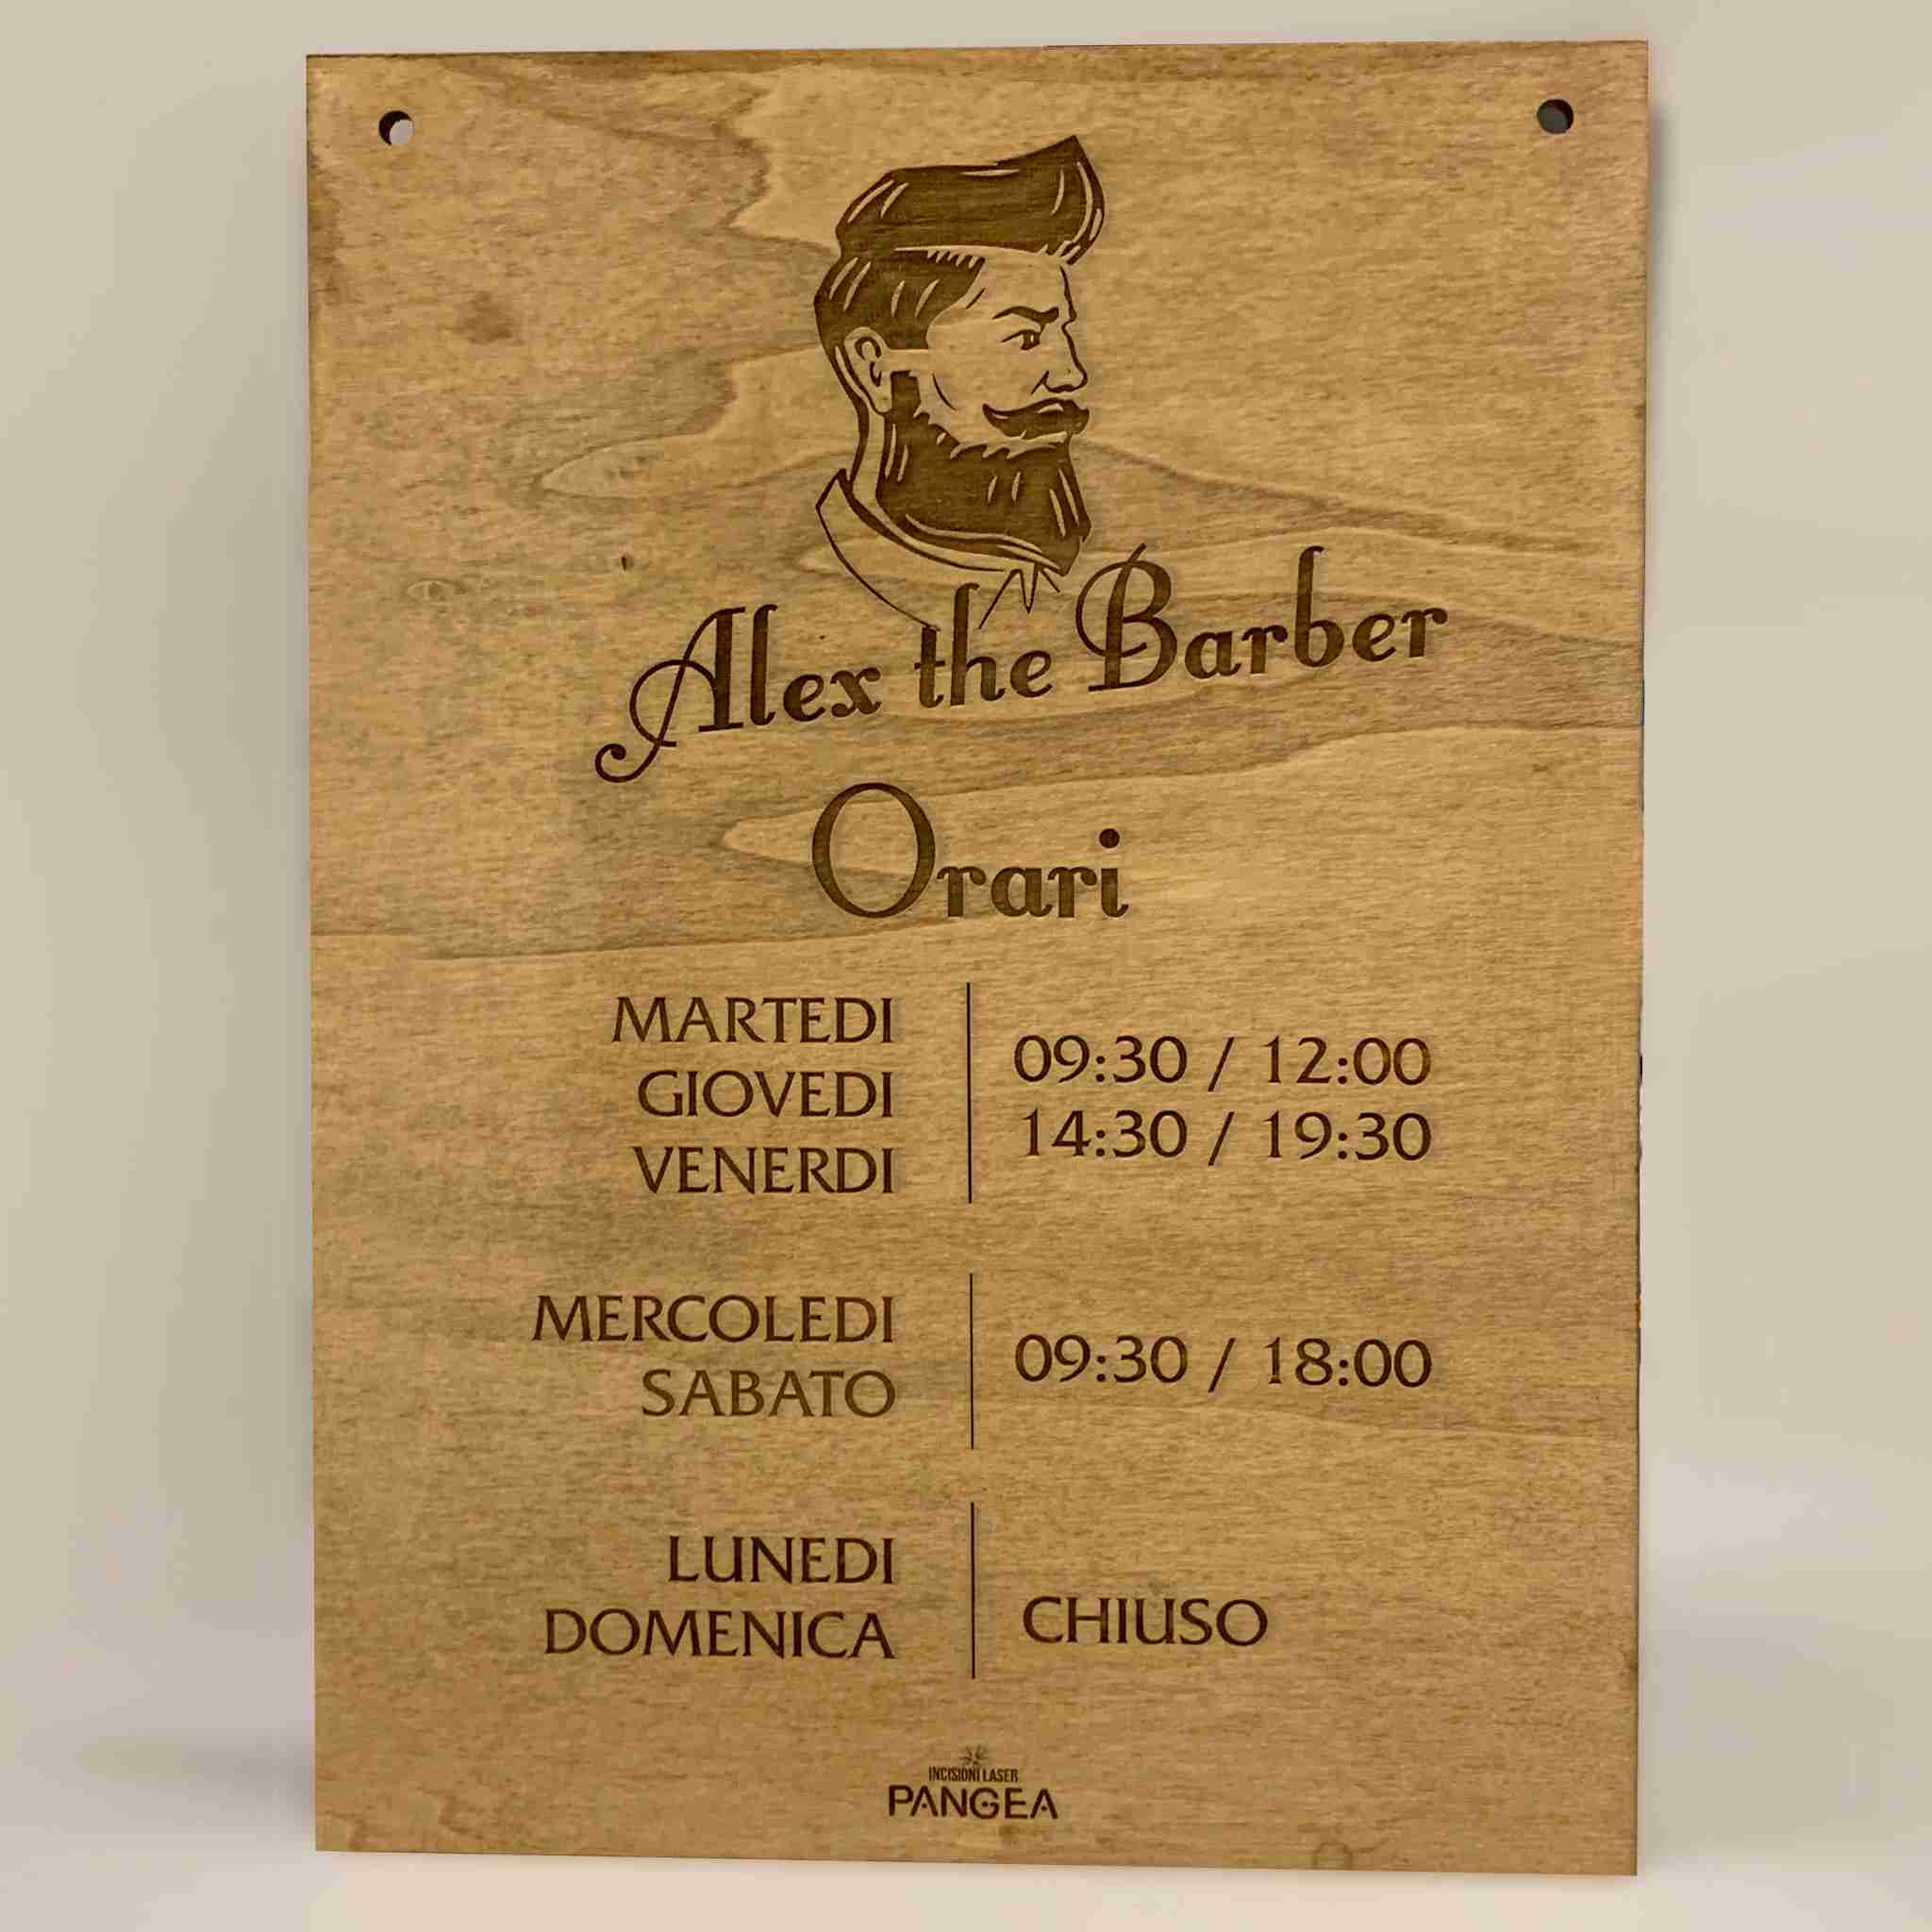 Alex the Barber
Orari
MARTEDI
GIOVEDI
VENERDI
09:30 / 12:00
14:30 / 19:30
MERCOLEDI
SABATO
09:30 / 18:00
LUNEDI
DOMENICA
CHIUSO
INCISIONI LASER
PANGEA